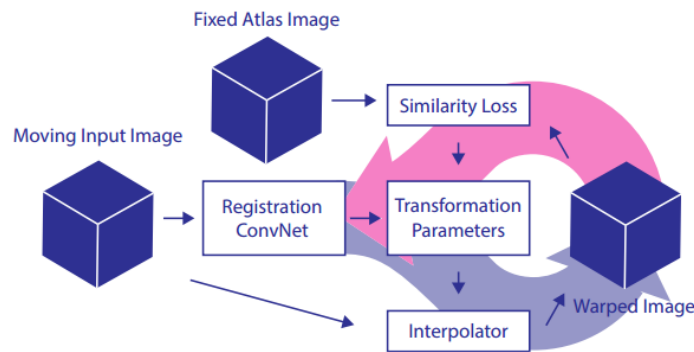 Fixed Atlas Image
Similarity Loss
Moving Input Image
Registration
ConvNet
Transformation
Parameters
Warped Image
Interpolator